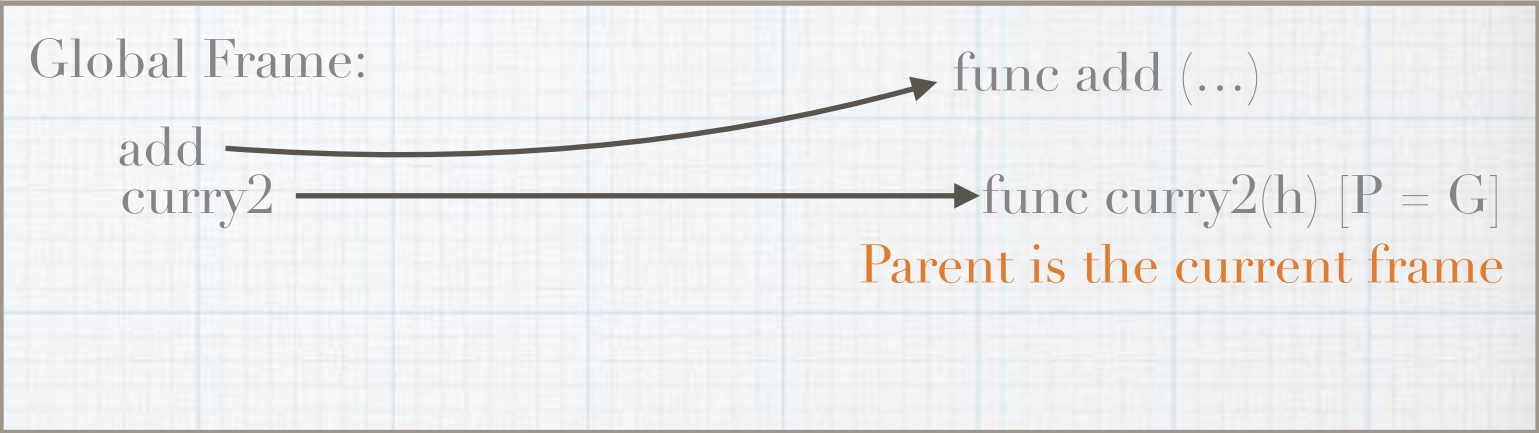 Global Frame:
func add (...)
add
curry2
func curry2(h) [P = G]
Parent is the current frame